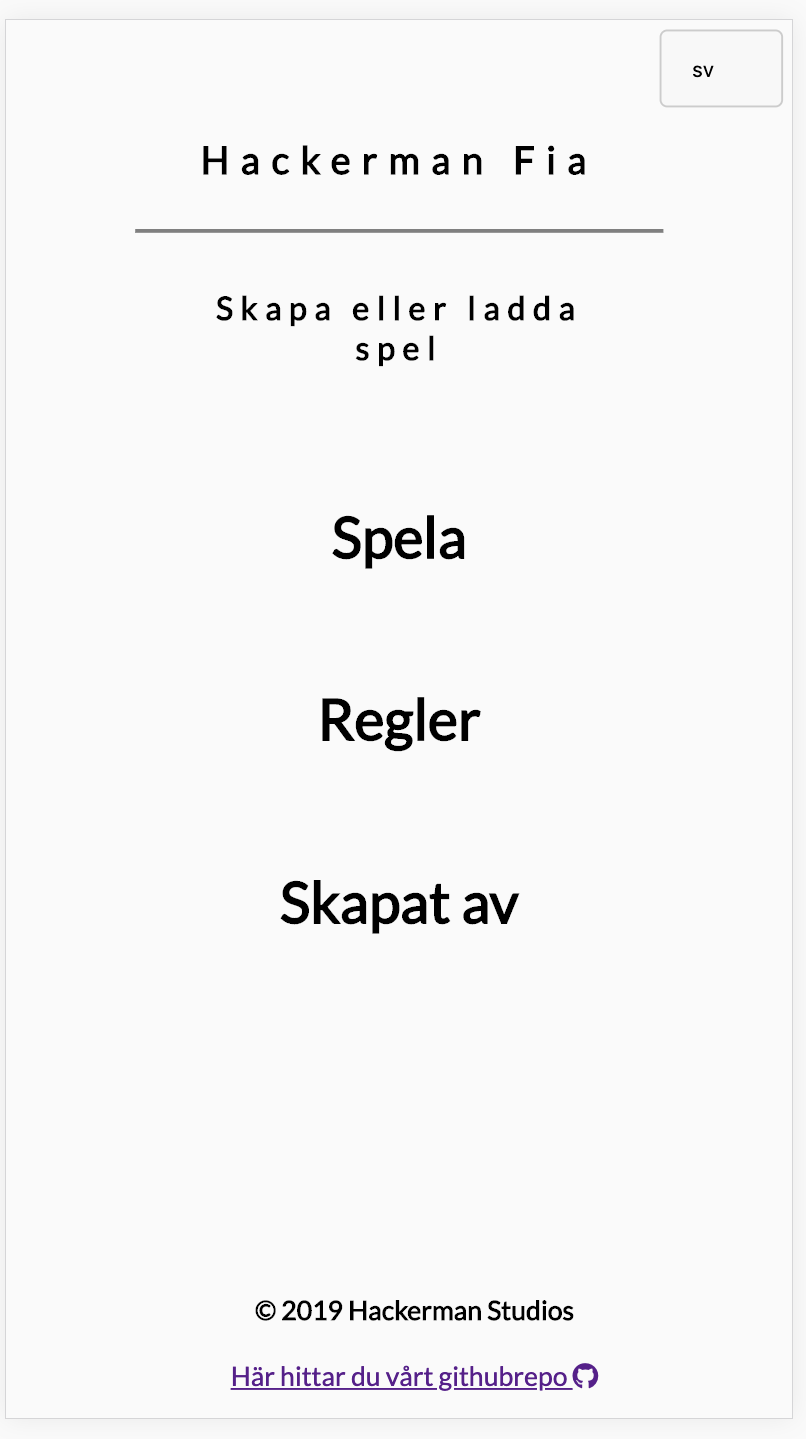 sv
Hackerman Fia
Skapa eller ladda
spel
Spela
Regler
Skapat av
© 2019 Hackerman Studios
Här hittar du vårt githubrepo